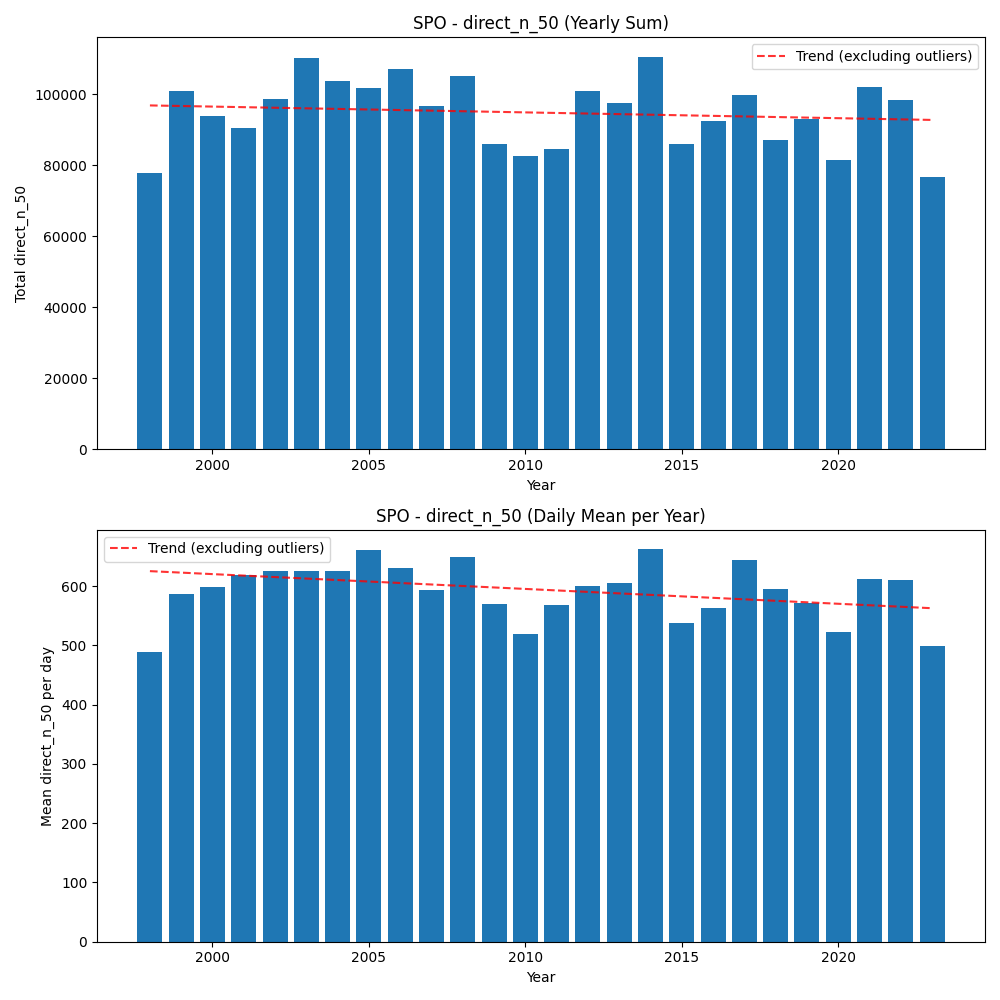 SPO - direct_n_50 (Yearly Sum)
Trend (excluding outliers)
100000
80000
60000
40000
20000
0
Total direct_n_50
2000 2005 2010 2015 2020
Year
SPO - direct_n_50 (Daily Mean per Year)
Trend (excluding outliers)
600
500
400
300
200
100
0
Mean direct_n_50 per day
2000 2005 2010 2015 2020
Year